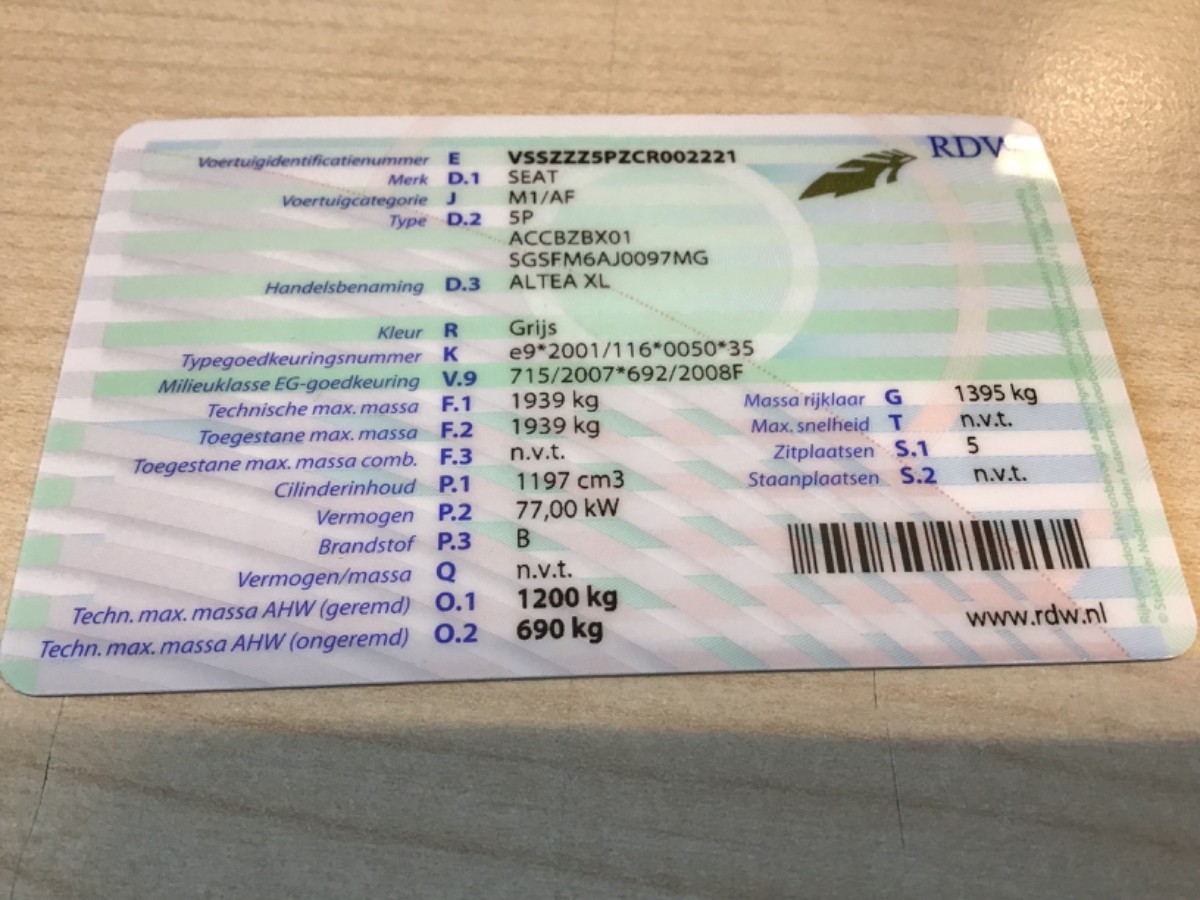 RDW
Voertuigidentificatienummer E VSSZZZ5PZCR002221
Merk D.1 SEAT
Voertuigcategorie J M1/AF
Type D.2 5P
ACCBZBX01
SGSFM6AJ0097MG
Handelsbenaming D.3 ALTEA XL
Kleur R Grijs
Typegoedkeuringsnummer K e9*2001/116*0050*35
Milieuklasse EG-goedkeuring V.9 715/2007*692/2008F
Technische max. massa F.1 1939 kg Massa rijklaar G 1395 kg
Toegestane max. massa F.2 1939 kg Max. snelheid T n.v.t.
Toegestane max. massa comb. F.3 n.v.t. Zitplaatsen S.1 5
Cilinderinhoud P.1 1197 cm3 Staanplaatsen S.2 n.v.t.
Vermogen P.2 77,00 kW
Brandstof P.3 B
Vermogen/massa Q n.v.t.
Techn. max. massa AHW (geremd) O.1 1200 kg
Techn. max. massa AHW (ongeremd) O.2 690 kg
www.rdw.nl